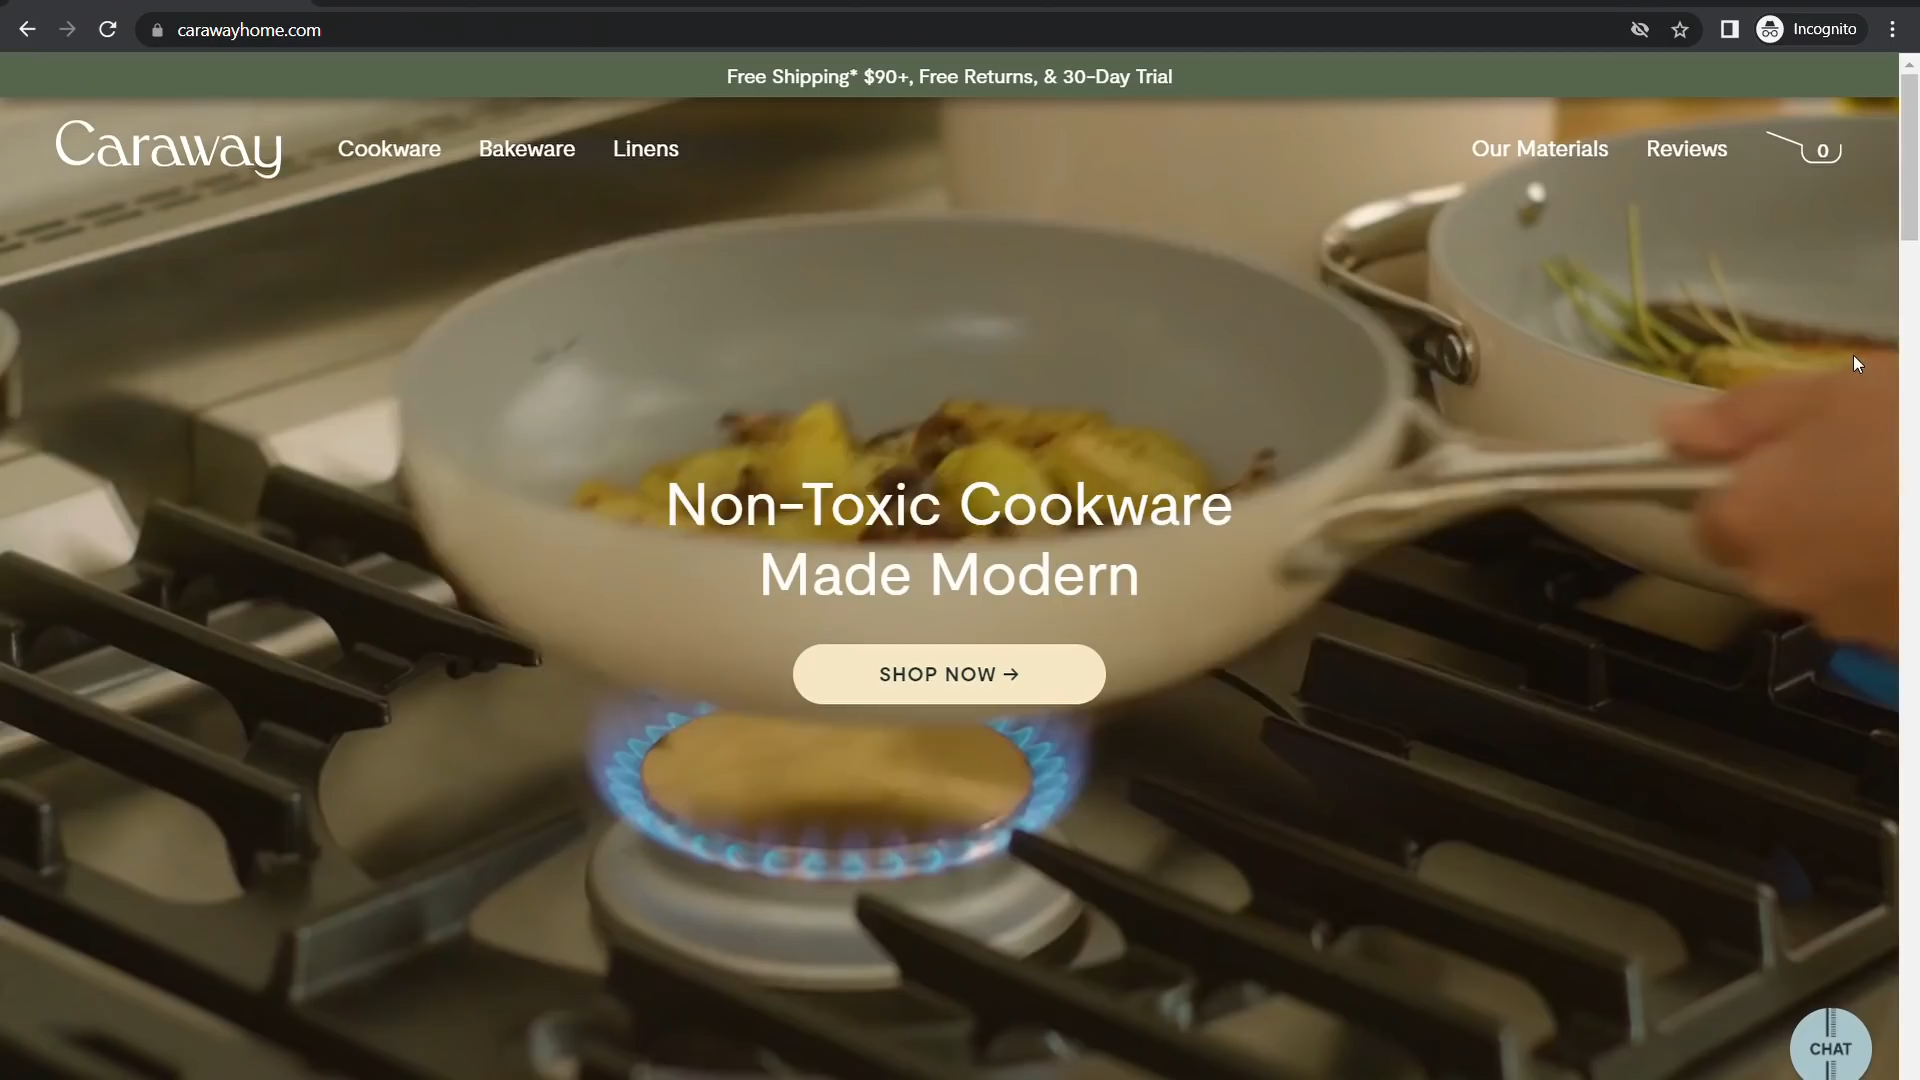 carawayhome.com
Incognito
Free Shipping* $90+, Free Returns, & 30-Day Trial
Caraway
Cookware
Bakeware
Linens
Our Materials
Reviews
0
Non-Toxic Cookware
Made Modern
SHOP NOW →
CHAT